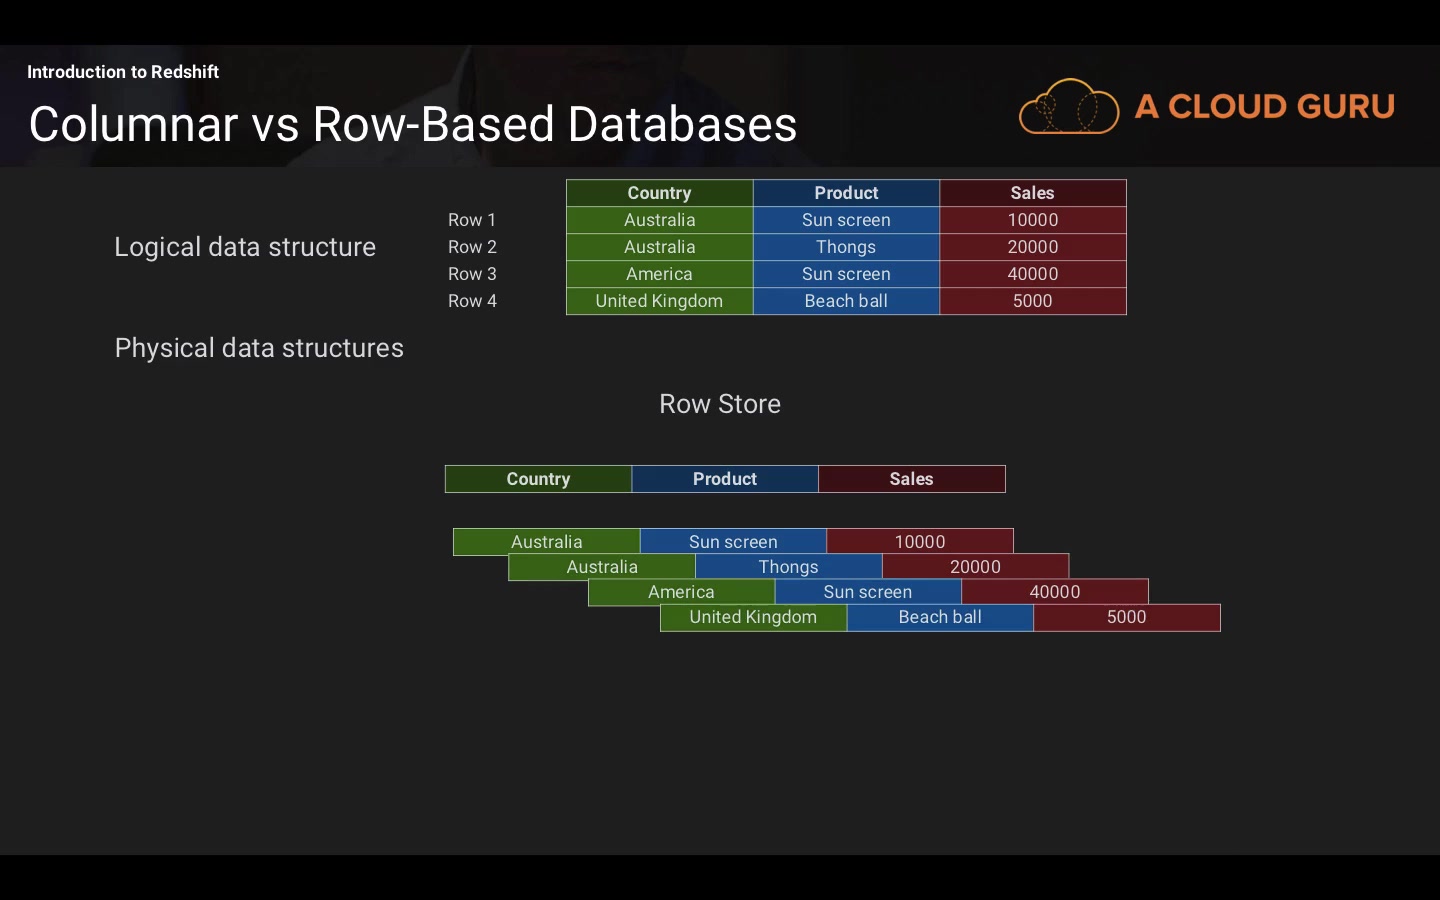 Introduction to Redshift
Columnar vs Row-Based Databases
A CLOUD GURU
Country Product Sales
Row 1 Australia Sun screen 10000
Logical data structure
Row 2 Australia Thongs 20000
Row 3 America Sun screen 40000
Row 4 United Kingdom Beach ball 5000
Physical data structures
Row Store
Country Product Sales
Australia Sun screen 10000
Australia Thongs 20000
America Sun screen 40000
United Kingdom Beach ball 5000